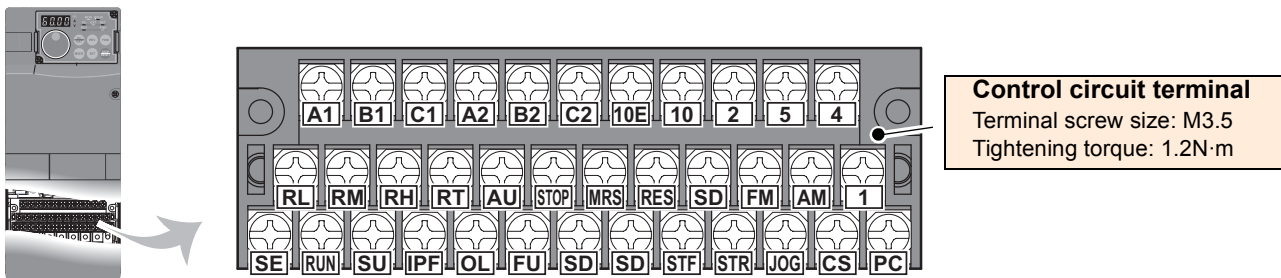 60.00
A1 B1 C1 A2 B2 C2 10E 10 2 5 4
RL RM RH RT AU STOP MRS RES SD FM AM 1
SE RUN SU IPF OL FU SD SD STF STR JOG CS PC
Control circuit terminal
Terminal screw size: M3.5
Tightening torque: 1.2N·m